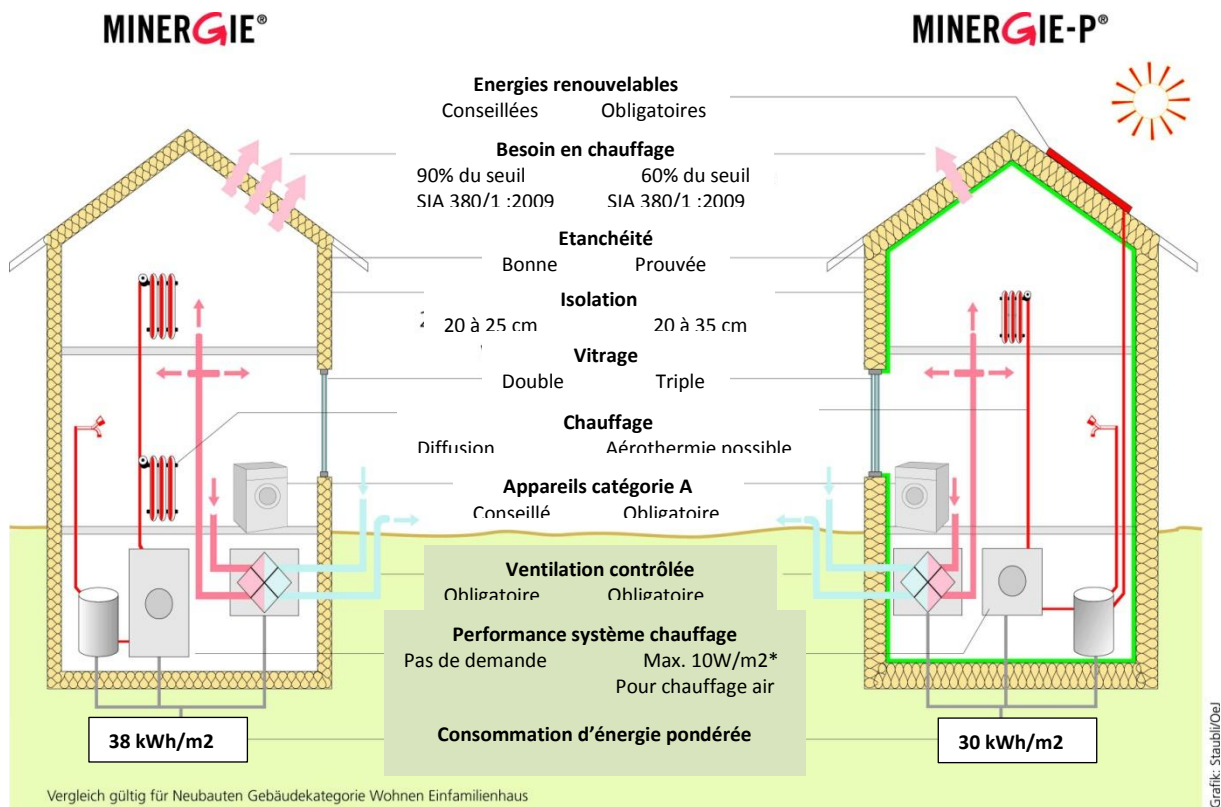 MINERGIE®
MINERGIE-P®
Energies renouvelables
Conseillées Obligatoires
Besoin en chauffage
90% du seuil 60% du seuil
SIA 380/1 :2009 SIA 380/1 :2009
Etanchéité
Bonne Prouvée
Isolation
20 à 25 cm 20 à 35 cm
Vitrage
Double Triple
Chauffage
Diffusion Aérothermie possible
Appareils catégorie A
Conseillé Obligatoire
Ventilation contrôlée
Obligatoire Obligatoire
Performance système chauffage
Pas de demande Max. 10W/m2*
Pour chauffage air
38 kWh/m2 Consommation d'énergie pondérée 30 kWh/m2
Vergleich gültig für Neubauten Gebäudekategorie Wohnen Einfamilienhaus
Grafik: Staubli/OeJ